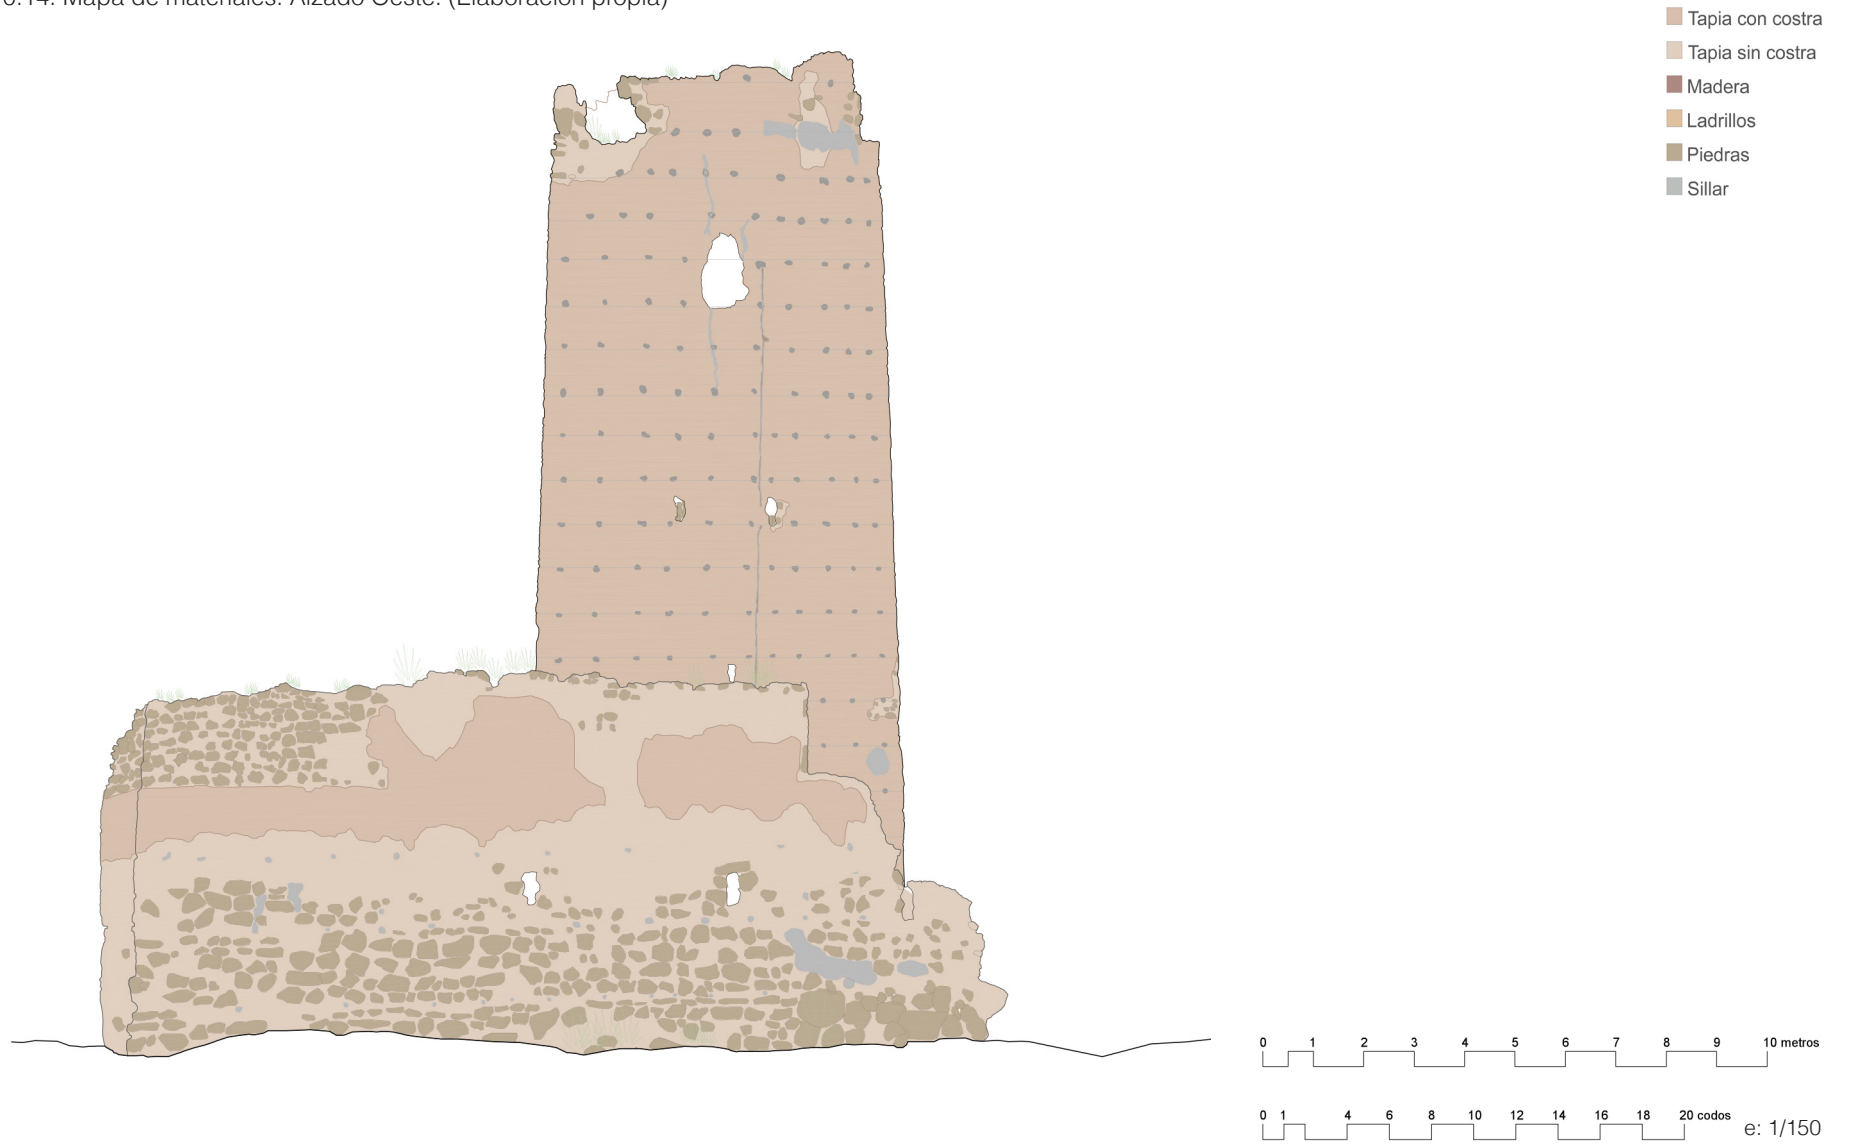 Mapa de materiales. Alzado Oeste. (Elaboración propia)
Tapia con costra
Tapia sin costra
Madera
Ladrillos
Piedras
Sillar
0 1 2 3 4 5 6 7 8 9 10 metros
0 1 4 6 8 10 12 14 16 18 20 codos
e: 1/150